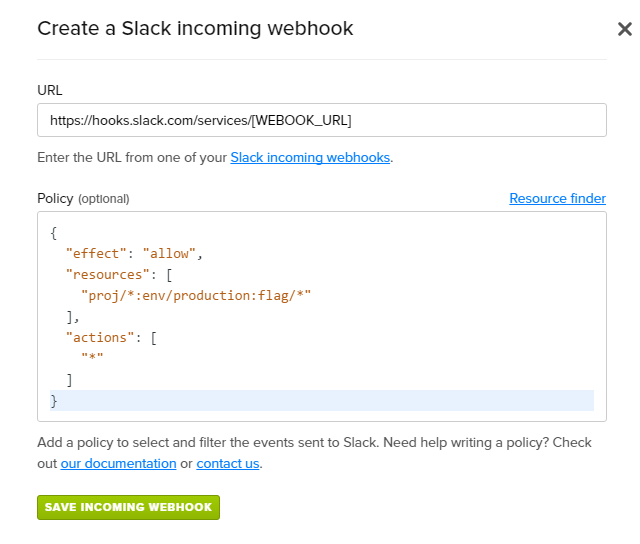 Create a Slack incoming webhook
URL
https://hooks.slack.com/services/[WEBOOK_URL]
Enter the URL from one of your Slack incoming webhooks.
Policy (optional) Resource finder
{
  "effect": "allow",
  "resources": [
    "proj/*:env/production:flag/*"
  ],
  "actions": [
    "*"
  ]
}
Add a policy to select and filter the events sent to Slack. Need help writing a policy? Check
out our documentation or contact us.
SAVE INCOMING WEBHOOK